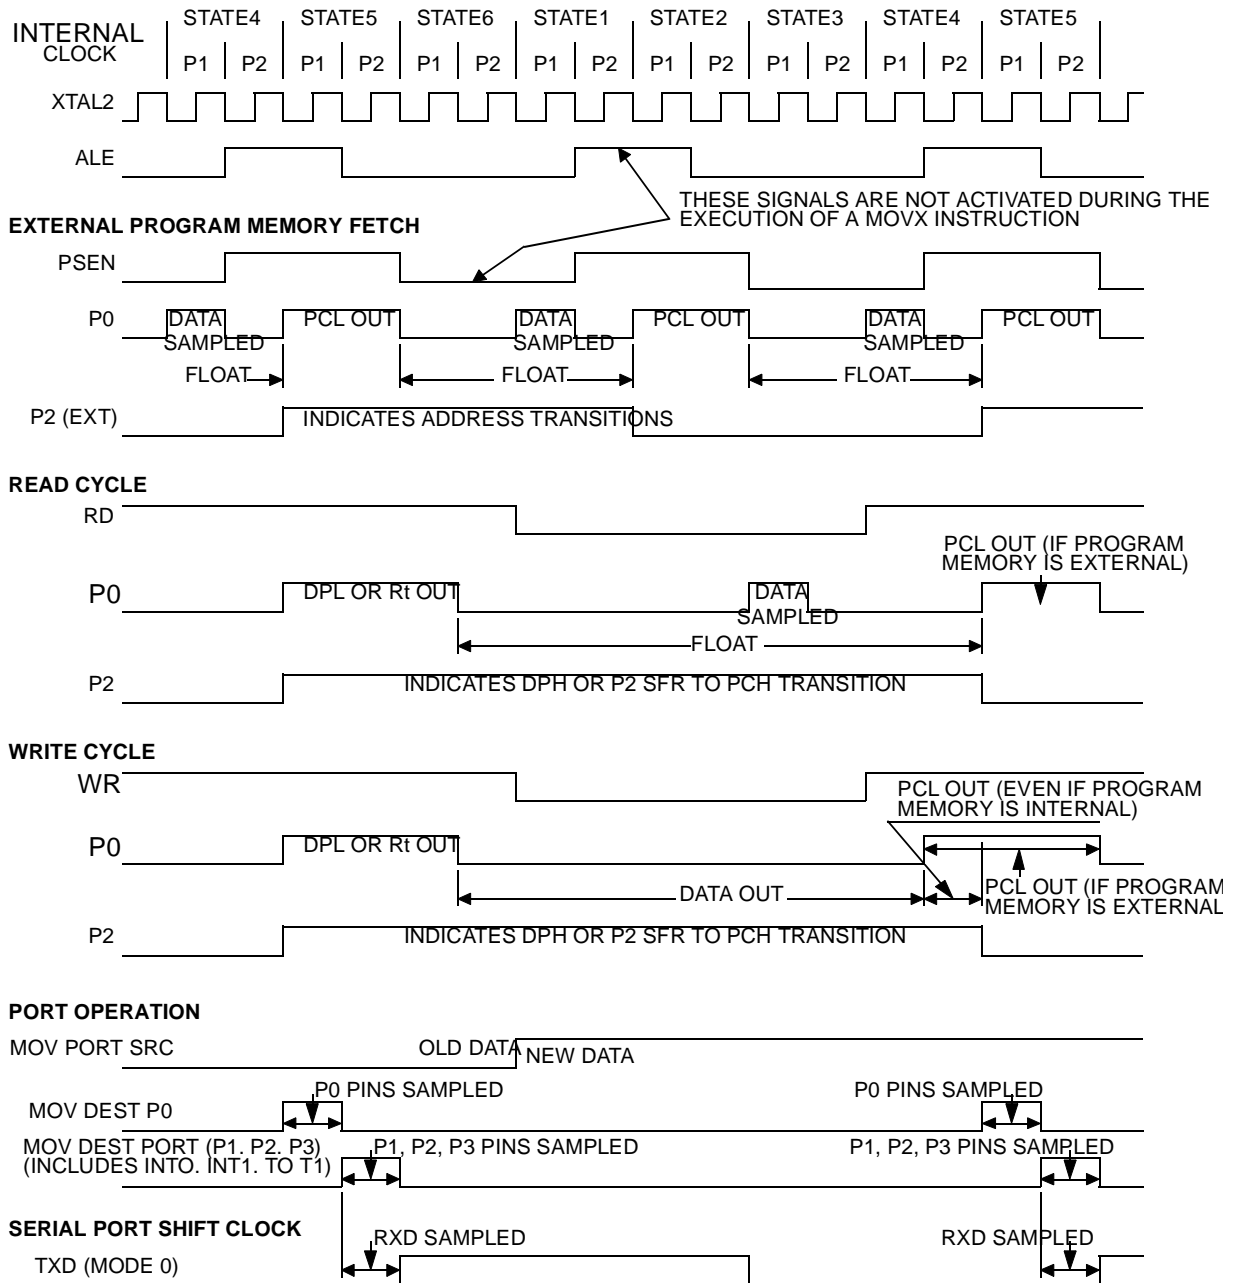 STATE4 STATE5 STATE6 STATE1 STATE2 STATE3 STATE4 STATE5
INTERNAL
CLOCK
P1 P2 P1 P2 P1 P2 P1 P2 P1 P2 P1 P2 P1 P2 P1 P2
XTAL2
ALE
THESE SIGNALS ARE NOT ACTIVATED DURING THE
EXECUTION OF A MOVX INSTRUCTION
EXTERNAL PROGRAM MEMORY FETCH
PSEN
P0 DATA PCL OUT DATA PCL OUT DATA PCL OUT
SAMPLED SAMPLED SAMPLED
FLOAT FLOAT FLOAT
P2 (EXT) INDICATES ADDRESS TRANSITIONS
READ CYCLE
RD
PCL OUT (IF PROGRAM
MEMORY IS EXTERNAL)
P0 DPL OR Rt OUT DATA
SAMPLED
FLOAT
P2 INDICATES DPH OR P2 SFR TO PCH TRANSITION
WRITE CYCLE
WR
PCL OUT (EVEN IF PROGRAM
MEMORY IS INTERNAL)
P0 DPL OR Rt OUT
DATA OUT
PCL OUT (IF PROGRAM
MEMORY IS EXTERNAL
P2 INDICATES DPH OR P2 SFR TO PCH TRANSITION
PORT OPERATION
MOV PORT SRC OLD DATA NEW DATA
P0 PINS SAMPLED P0 PINS SAMPLED
MOV DEST P0
MOV DEST PORT (P1. P2. P3) P1, P2, P3 PINS SAMPLED P1, P2, P3 PINS SAMPLED
(INCLUDES INTO. INT1. TO T1)
SERIAL PORT SHIFT CLOCK
RXD SAMPLED RXD SAMPLED
TXD (MODE 0)